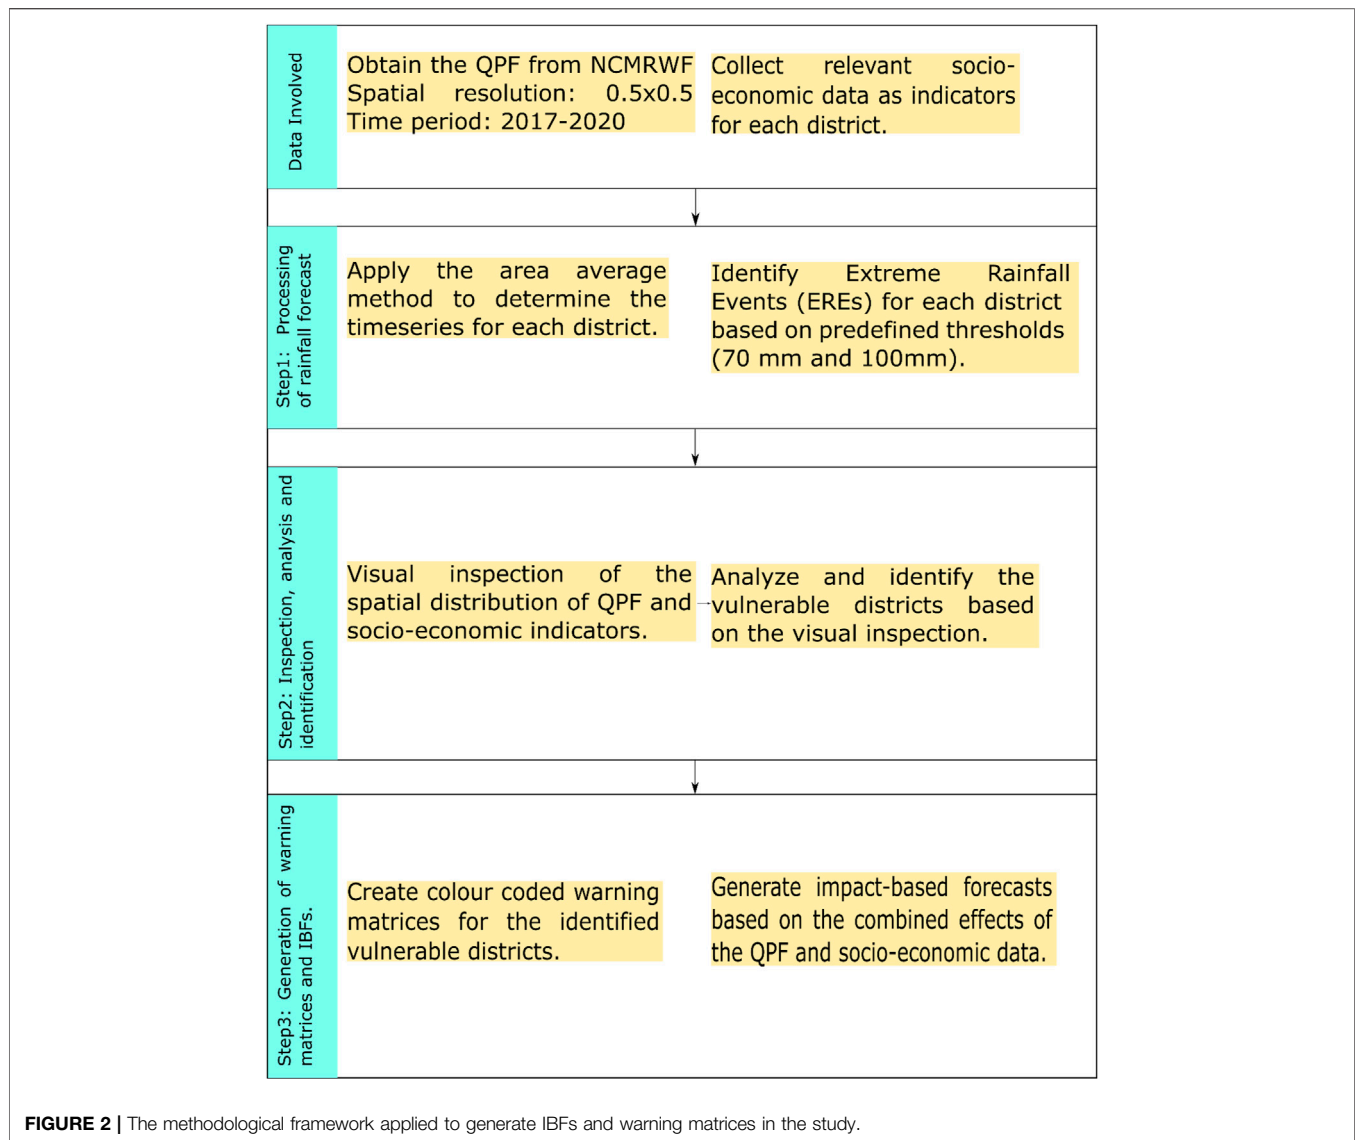 Data Involved
Obtain the QPF from NCMRWF
Spatial resolution: 0.5x0.5
Time period: 2017-2020
Collect relevant socio-
economic data as indicators
for each district.
Step1: Processing
of rainfall forecast
Apply the area average
method to determine the
timeseries for each district.
Identify Extreme Rainfall
Events (EREs) for each district
based on predefined thresholds
(70 mm and 100mm).
Step2: Inspection, analysis and
identification
Visual inspection of the
spatial distribution of QPF and
socio-economic indicators.
Analyze and identify the
vulnerable districts based
on the visual inspection.
Step3: Generation of warning
matrices and IBFs.
Create colour coded warning
matrices for the identified
vulnerable districts.
Generate impact-based forecasts
based on the combined effects of
the QPF and socio-economic data.
FIGURE 2 | The methodological framework applied to generate IBFs and warning matrices in the study.